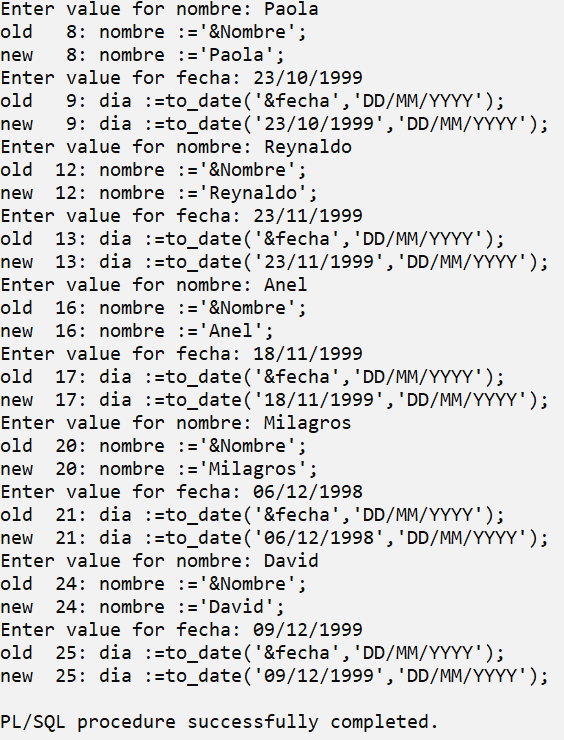 Enter value for nombre: Paola
old   8: nombre :='&Nombre';
new   8: nombre :='Paola';
Enter value for fecha: 23/10/1999
old   9: dia :=to_date('&fecha','DD/MM/YYYY');
new   9: dia :=to_date('23/10/1999','DD/MM/YYYY');
Enter value for nombre: Reynaldo
old  12: nombre :='&Nombre';
new  12: nombre :='Reynaldo';
Enter value for fecha: 23/11/1999
old  13: dia :=to_date('&fecha','DD/MM/YYYY');
new  13: dia :=to_date('23/11/1999','DD/MM/YYYY');
Enter value for nombre: Anel
old  16: nombre :='&Nombre';
new  16: nombre :='Anel';
Enter value for fecha: 18/11/1999
old  17: dia :=to_date('&fecha','DD/MM/YYYY');
new  17: dia :=to_date('18/11/1999','DD/MM/YYYY');
Enter value for nombre: Milagros
old  20: nombre :='&Nombre';
new  20: nombre :='Milagros';
Enter value for fecha: 06/12/1998
old  21: dia :=to_date('&fecha','DD/MM/YYYY');
new  21: dia :=to_date('06/12/1998','DD/MM/YYYY');
Enter value for nombre: David
old  24: nombre :='&Nombre';
new  24: nombre :='David';
Enter value for fecha: 09/12/1999
old  25: dia :=to_date('&fecha','DD/MM/YYYY');
new  25: dia :=to_date('09/12/1999','DD/MM/YYYY');
PL/SQL procedure successfully completed.